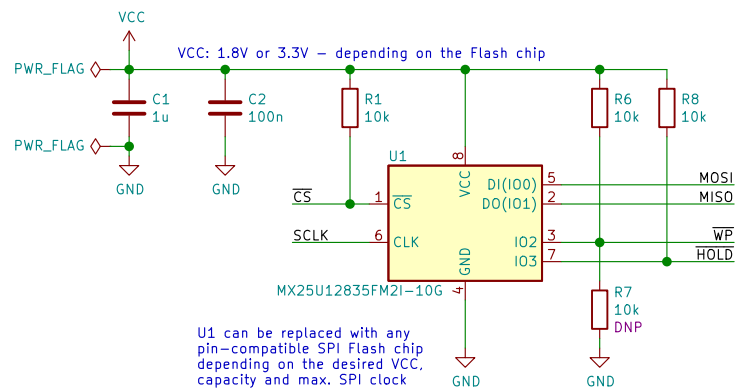 VCC
VCC: 1.8V or 3.3V – depending on the Flash chip
PWR_FLAG
C1
1u
C2
100n
R1
10k
R6
10k
R8
10k
PWR_FLAG
GND
GND
U1
8
VCC
CS
1
CS
DI(IO0)
5
MOSI
DO(IO1)
2
MISO
SCLK
6
CLK
IO2
3
WP
IO3
7
HOLD
GND
4
MX25U12835FM2I-10G
R7
10k
DNP
U1 can be replaced with any
pin-compatible SPI Flash chip
depending on the desired VCC,
capacity and max. SPI clock
GND
GND